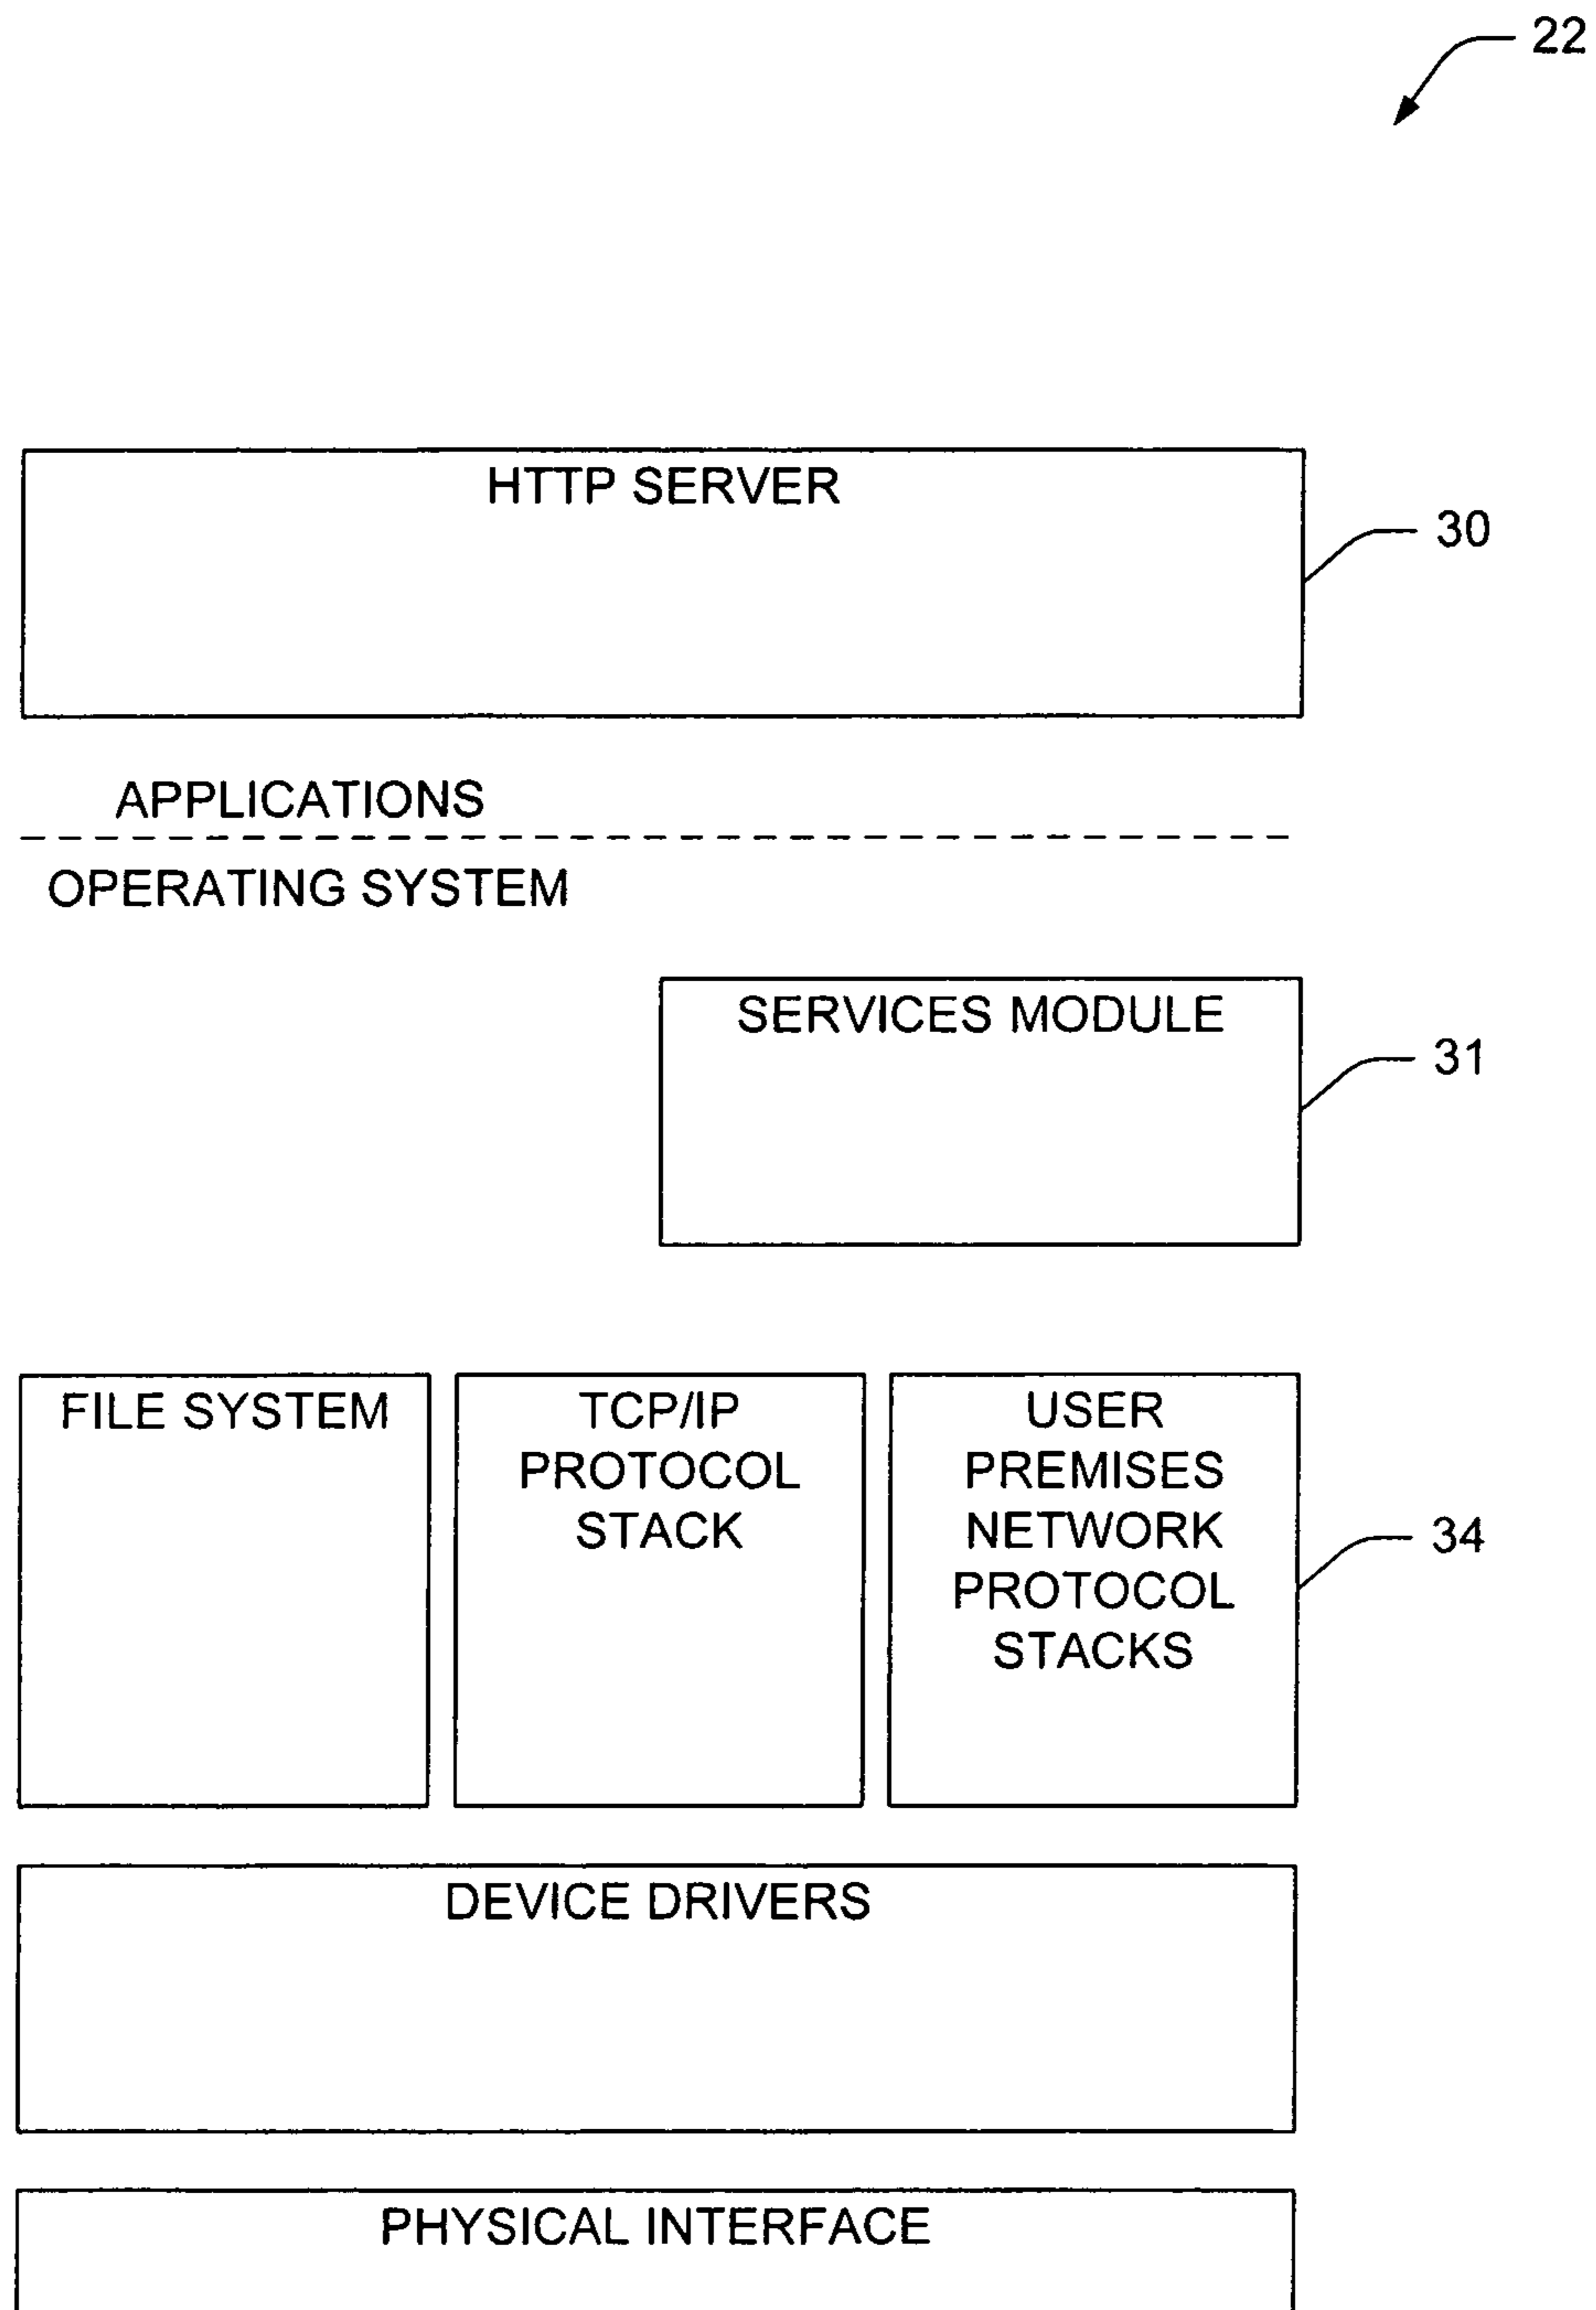 22
HTTP SERVER
30
APPLICATIONS
OPERATING SYSTEM
SERVICES MODULE
31
FILE SYSTEM
TCP/IP
PROTOCOL
STACK
USER
PREMISES
NETWORK
PROTOCOL
STACKS
34
DEVICE DRIVERS
PHYSICAL INTERFACE